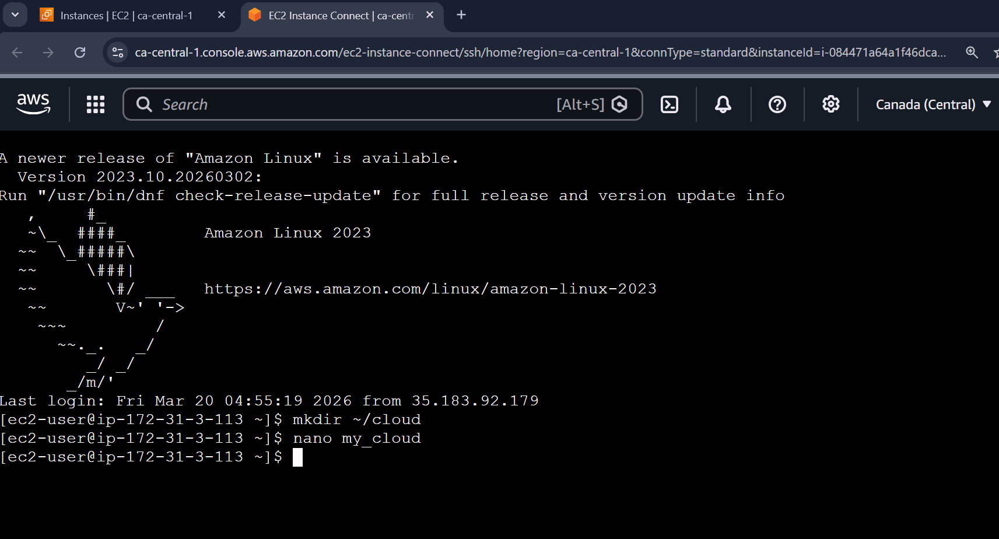 Instances | EC2 | ca-central-1
EC2 Instance Connect | ca-centr
ca-central-1.console.aws.amazon.com/ec2-instance-connect/ssh/home?region=ca-central-1&connType=standard&instanceId=i-084471a64a1f46dca...
aws
Search
[Alt+S]
Canada (Central)
A newer release of "Amazon Linux" is available.
  Version 2023.10.20260302:
Run "/usr/bin/dnf check-release-update" for full release and version update info
   ,     #_
   ~\_  ####_        Amazon Linux 2023
  ~~  \_#####\
  ~~     \###|
  ~~       \#/ ___   https://aws.amazon.com/linux/amazon-linux-2023
   ~~       V~' '->
    ~~~         /
      ~~._.   _/
         _/ _/
       _/m/'
Last login: Fri Mar 20 04:55:19 2026 from 35.183.92.179
[ec2-user@ip-172-31-3-113 ~]$ mkdir ~/cloud
[ec2-user@ip-172-31-3-113 ~]$ nano my_cloud
[ec2-user@ip-172-31-3-113 ~]$